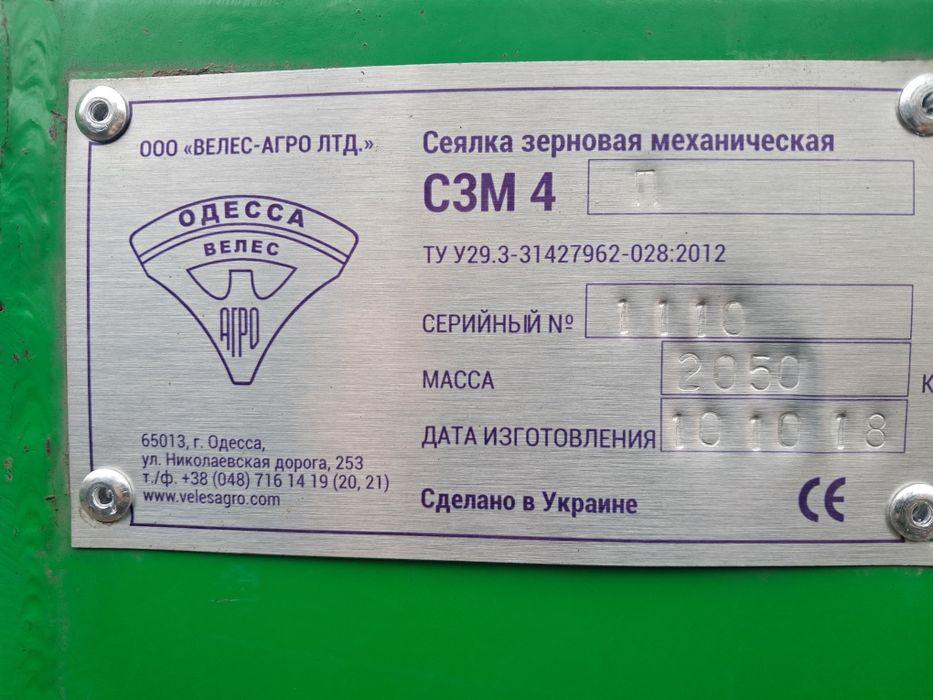 ООО «ВЕЛЕС-АГРО ЛТД.»
ОДЕССА
ВЕЛЕС
АГРО
65013, г. Одесса,
ул. Николаевская дорога, 253
т./ф. +38 (048) 716 14 19 (20, 21)
www.velesagro.com
Сеялка зерновая механическая
СЗМ 4 П
ТУ У29.3-31427962-028:2012
СЕРИЙНЫЙ № 1110
МАССА 2050 К
ДАТА ИЗГОТОВЛЕНИЯ 10 10 18
Сделано в Украине CE